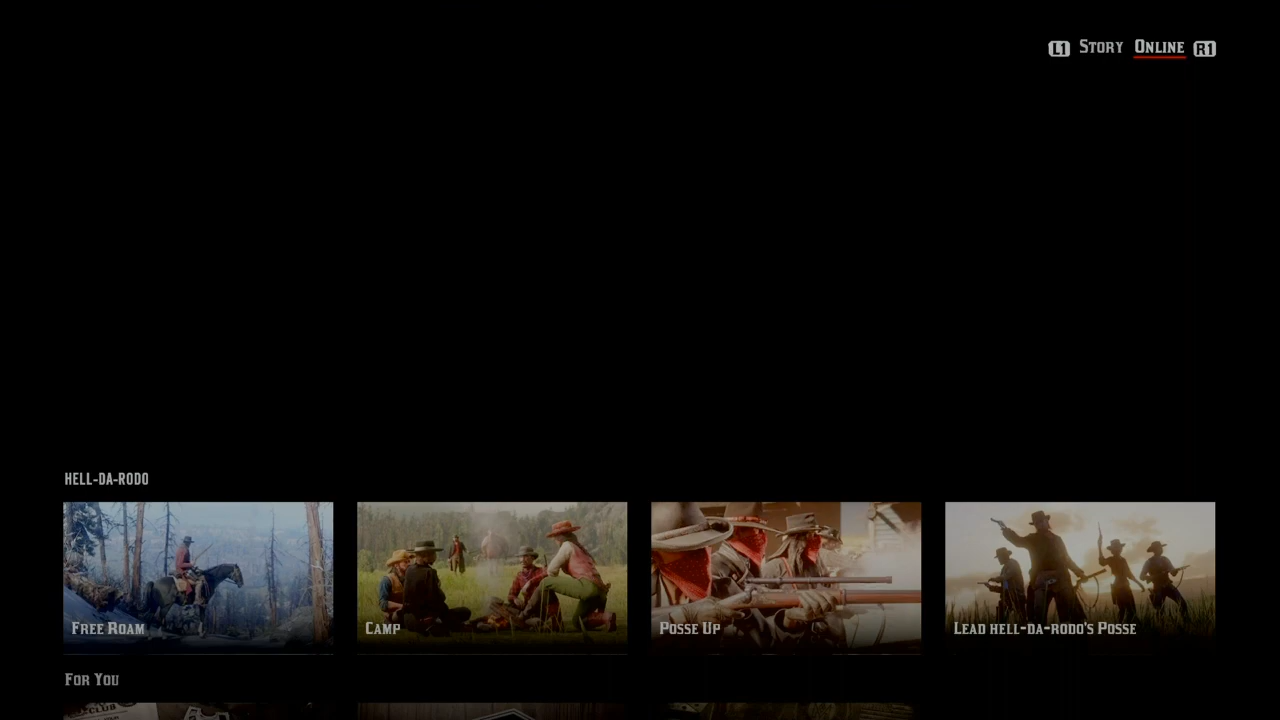 L1 Story Online R1
HELL-DA-RODO
Free Roam
Camp
Posse Up
Lead hell-da-rodo's Posse
For You
CLUB